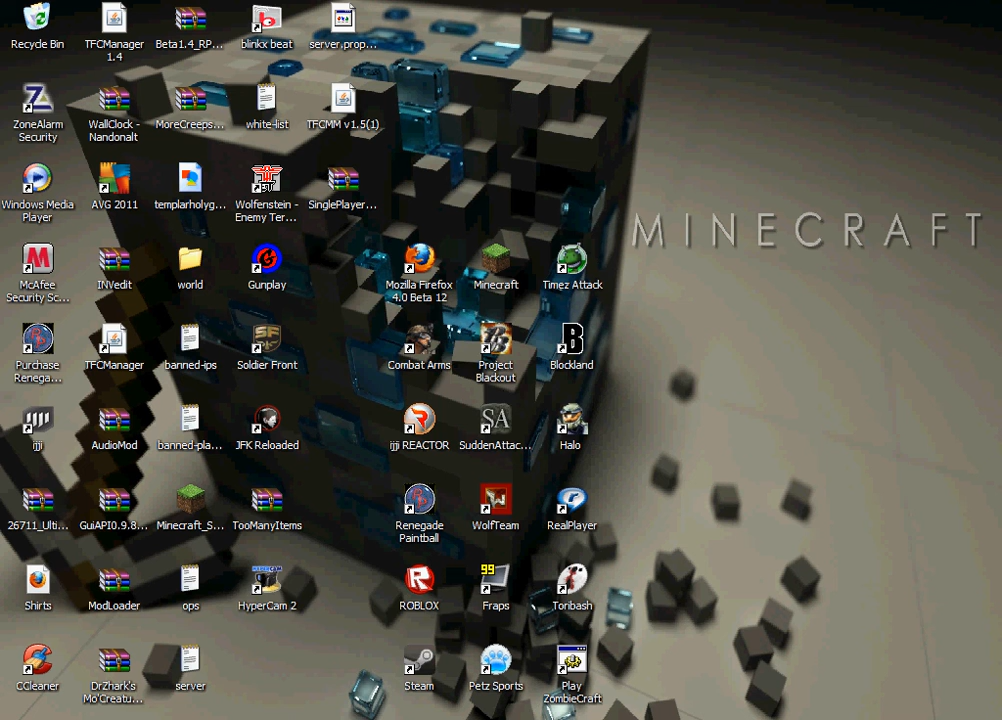 Recycle Bin
TFCManager 1.4
Beta1.4_RP...
blinkx beat
server.prop...
ZoneAlarm Security
WallClock - Nandonalt
MoreCreeps...
white-list
TFCMM v1.5(1)
Windows Media Player
AVG 2011
templarholyg...
Wolfenstein - Enemy Ter...
SinglePlayer...
MINECRAFT
McAfee Security Sc...
INVedit
world
Gunplay
Mozilla Firefox 4.0 Beta 12
Minecraft
Timez Attack
Purchase Renega...
TFCManager
banned-ips
Soldier Front
Combat Arms
Project Blackout
Blockland
ijji
AudioMod
banned-pla...
JFK Reloaded
ijji REACTOR
SuddenAttac...
Halo
26711_Ulti...
GuiAPI0.9.8...
Minecraft_S...
TooManyItems
Renegade Paintball
WolfTeam
RealPlayer
Shirts
ModLoader
ops
HyperCam 2
ROBLOX
Fraps
Toribash
CCleaner
DrZhark's Mo'Creatu...
server
Steam
Petz Sports
Play ZombieCraft